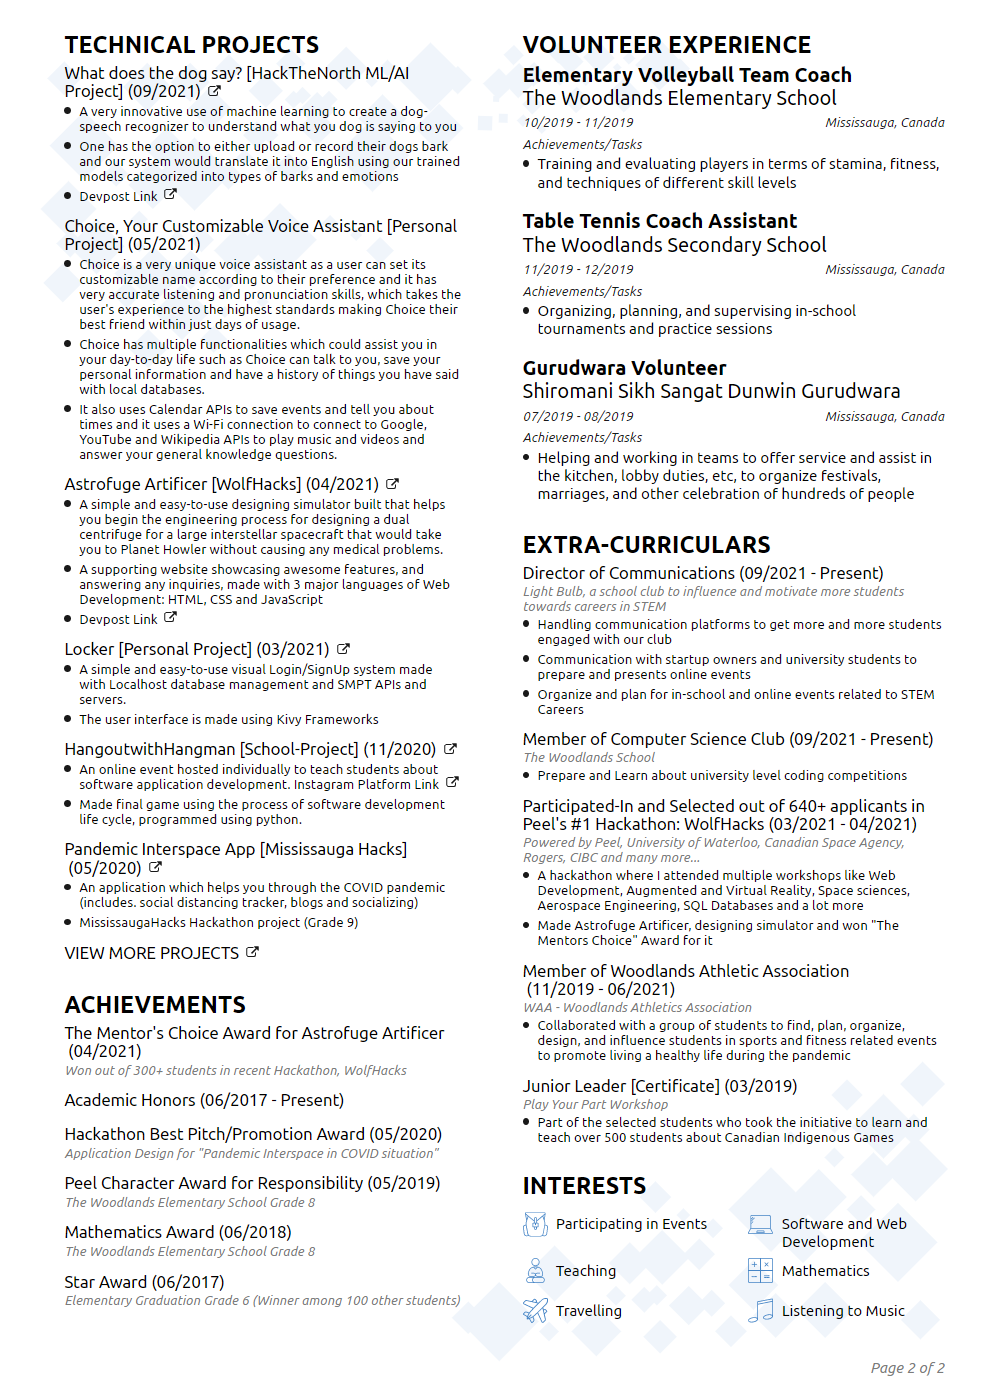 TECHNICAL PROJECTS
What does the dog say? [HackTheNorth ML/AI
Project] (09/2021)
• A very innovative use of machine learning to create a dog-
speech recognizer to understand what you dog is saying to you
• One has the option to either upload or record their dogs bark
and our system would translate it into English using our trained
models categorized into types of barks and emotions
• Devpost Link
Choice, Your Customizable Voice Assistant [Personal
Project] (05/2021)
• Choice is a very unique voice assistant as a user can set its
customizable name according to their preference and it has
very accurate listening and pronunciation skills, which takes the
user's experience to the highest standards making Choice their
best friend within just days of usage.
• Choice has multiple functionalities which could assist you in
your day-to-day life such as Choice can talk to you, save your
personal information and have a history of things you have said
with local databases.
• It also uses Calendar APIs to save events and tell you about
times and it uses a Wi-Fi connection to connect to Google,
YouTube and Wikipedia APIs to play music and videos and
answer your general knowledge questions.
Astrofuge Artificer [WolfHacks] (04/2021)
• A simple and easy-to-use designing simulator built that helps
you begin the engineering process for designing a dual
centrifuge for a large interstellar spacecraft that would take
you to Planet Howler without causing any medical problems.
• A supporting website showcasing awesome features, and
answering any inquiries, made with 3 major languages of Web
Development: HTML, CSS and JavaScript
• Devpost Link
Locker [Personal Project] (03/2021)
• A simple and easy-to-use visual Login/SignUp system made
with Localhost database management and SMPT APIs and
servers.
• The user interface is made using Kivy Frameworks
HangoutwithHangman [School-Project] (11/2020)
• An online event hosted individually to teach students about
software application development. Instagram Platform Link
• Made final game using the process of software development
life cycle, programmed using python.
Pandemic Interspace App [Mississauga Hacks]
(05/2020)
• An application which helps you through the COVID pandemic
(includes. social distancing tracker, blogs and socializing)
• MississaugaHacks Hackathon project (Grade 9)
VIEW MORE PROJECTS
ACHIEVEMENTS
The Mentor's Choice Award for Astrofuge Artificer
(04/2021)
Won out of 300+ students in recent Hackathon, WolfHacks
Academic Honors (06/2017 - Present)
Hackathon Best Pitch/Promotion Award (05/2020)
Application Design for "Pandemic Interspace in COVID situation"
Peel Character Award for Responsibility (05/2019)
The Woodlands Elementary School Grade 8
Mathematics Award (06/2018)
The Woodlands Elementary School Grade 8
Star Award (06/2017)
Elementary Graduation Grade 6 (Winner among 100 other students)
VOLUNTEER EXPERIENCE
Elementary Volleyball Team Coach
The Woodlands Elementary School
10/2019 - 11/2019 Mississauga, Canada
Achievements/Tasks
• Training and evaluating players in terms of stamina, fitness,
and techniques of different skill levels
Table Tennis Coach Assistant
The Woodlands Secondary School
11/2019 - 12/2019 Mississauga, Canada
Achievements/Tasks
• Organizing, planning, and supervising in-school
tournaments and practice sessions
Gurudwara Volunteer
Shiromani Sikh Sangat Dunwin Gurudwara
07/2019 - 08/2019 Mississauga, Canada
Achievements/Tasks
• Helping and working in teams to offer service and assist in
the kitchen, lobby duties, etc, to organize festivals,
marriages, and other celebration of hundreds of people
EXTRA-CURRICULARS
Director of Communications (09/2021 - Present)
Light Bulb, a school club to influence and motivate more students
towards careers in STEM
• Handling communication platforms to get more and more students
engaged with our club
• Communication with startup owners and university students to
prepare and presents online events
• Organize and plan for in-school and online events related to STEM
Careers
Member of Computer Science Club (09/2021 - Present)
The Woodlands School
• Prepare and Learn about university level coding competitions
Participated-In and Selected out of 640+ applicants in
Peel's #1 Hackathon: WolfHacks (03/2021 - 04/2021)
Powered by Peel, University of Waterloo, Canadian Space Agency,
Rogers, CIBC and many more...
• A hackathon where I attended multiple workshops like Web
Development, Augmented and Virtual Reality, Space sciences,
Aerospace Engineering, SQL Databases and a lot more
• Made Astrofuge Artificer, designing simulator and won "The
Mentors Choice" Award for it
Member of Woodlands Athletic Association
(11/2019 - 06/2021)
WAA - Woodlands Athletics Association
• Collaborated with a group of students to find, plan, organize,
design, and influence students in sports and fitness related events
to promote living a healthy life during the pandemic
Junior Leader [Certificate] (03/2019)
Play Your Part Workshop
• Part of the selected students who took the initiative to learn and
teach over 500 students about Canadian Indigenous Games
INTERESTS
Participating in Events
Software and Web
Development
Teaching
Mathematics
Travelling
Listening to Music
Page 2 of 2